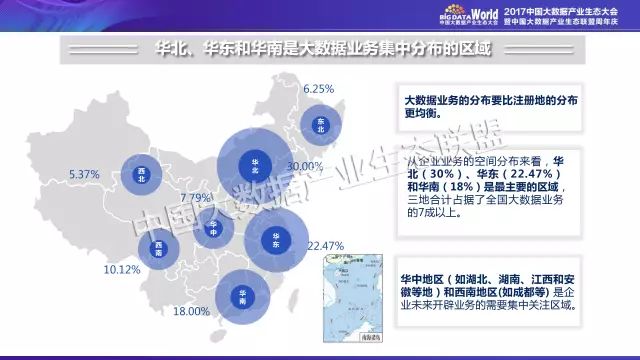 BIG DATA World
中国大数据产业生态大会
2017中国大数据产业生态大会
暨中国大数据产业生态联盟周年庆
华北、华东和华南是大数据业务集中分布的区域
6.25%
东北
大数据业务的分布要比注册地的分布
更均衡。
5.37%
西北
华北
30.00%
从企业业务的空间分布来看，华
北（30%）、华东（22.47%）
和华南（18%）是最主要的区域，
三地合计占据了全国大数据业务
的7成以上。
7.79%
华中
西南
华东
22.47%
10.12%
华南
18.00%
南海诸岛
华中地区（如湖北、湖南、江西和安
徽等地）和西南地区(如成都等) 是企
业未来开辟业务的需要集中关注区域。
中国大数据产业生态联盟